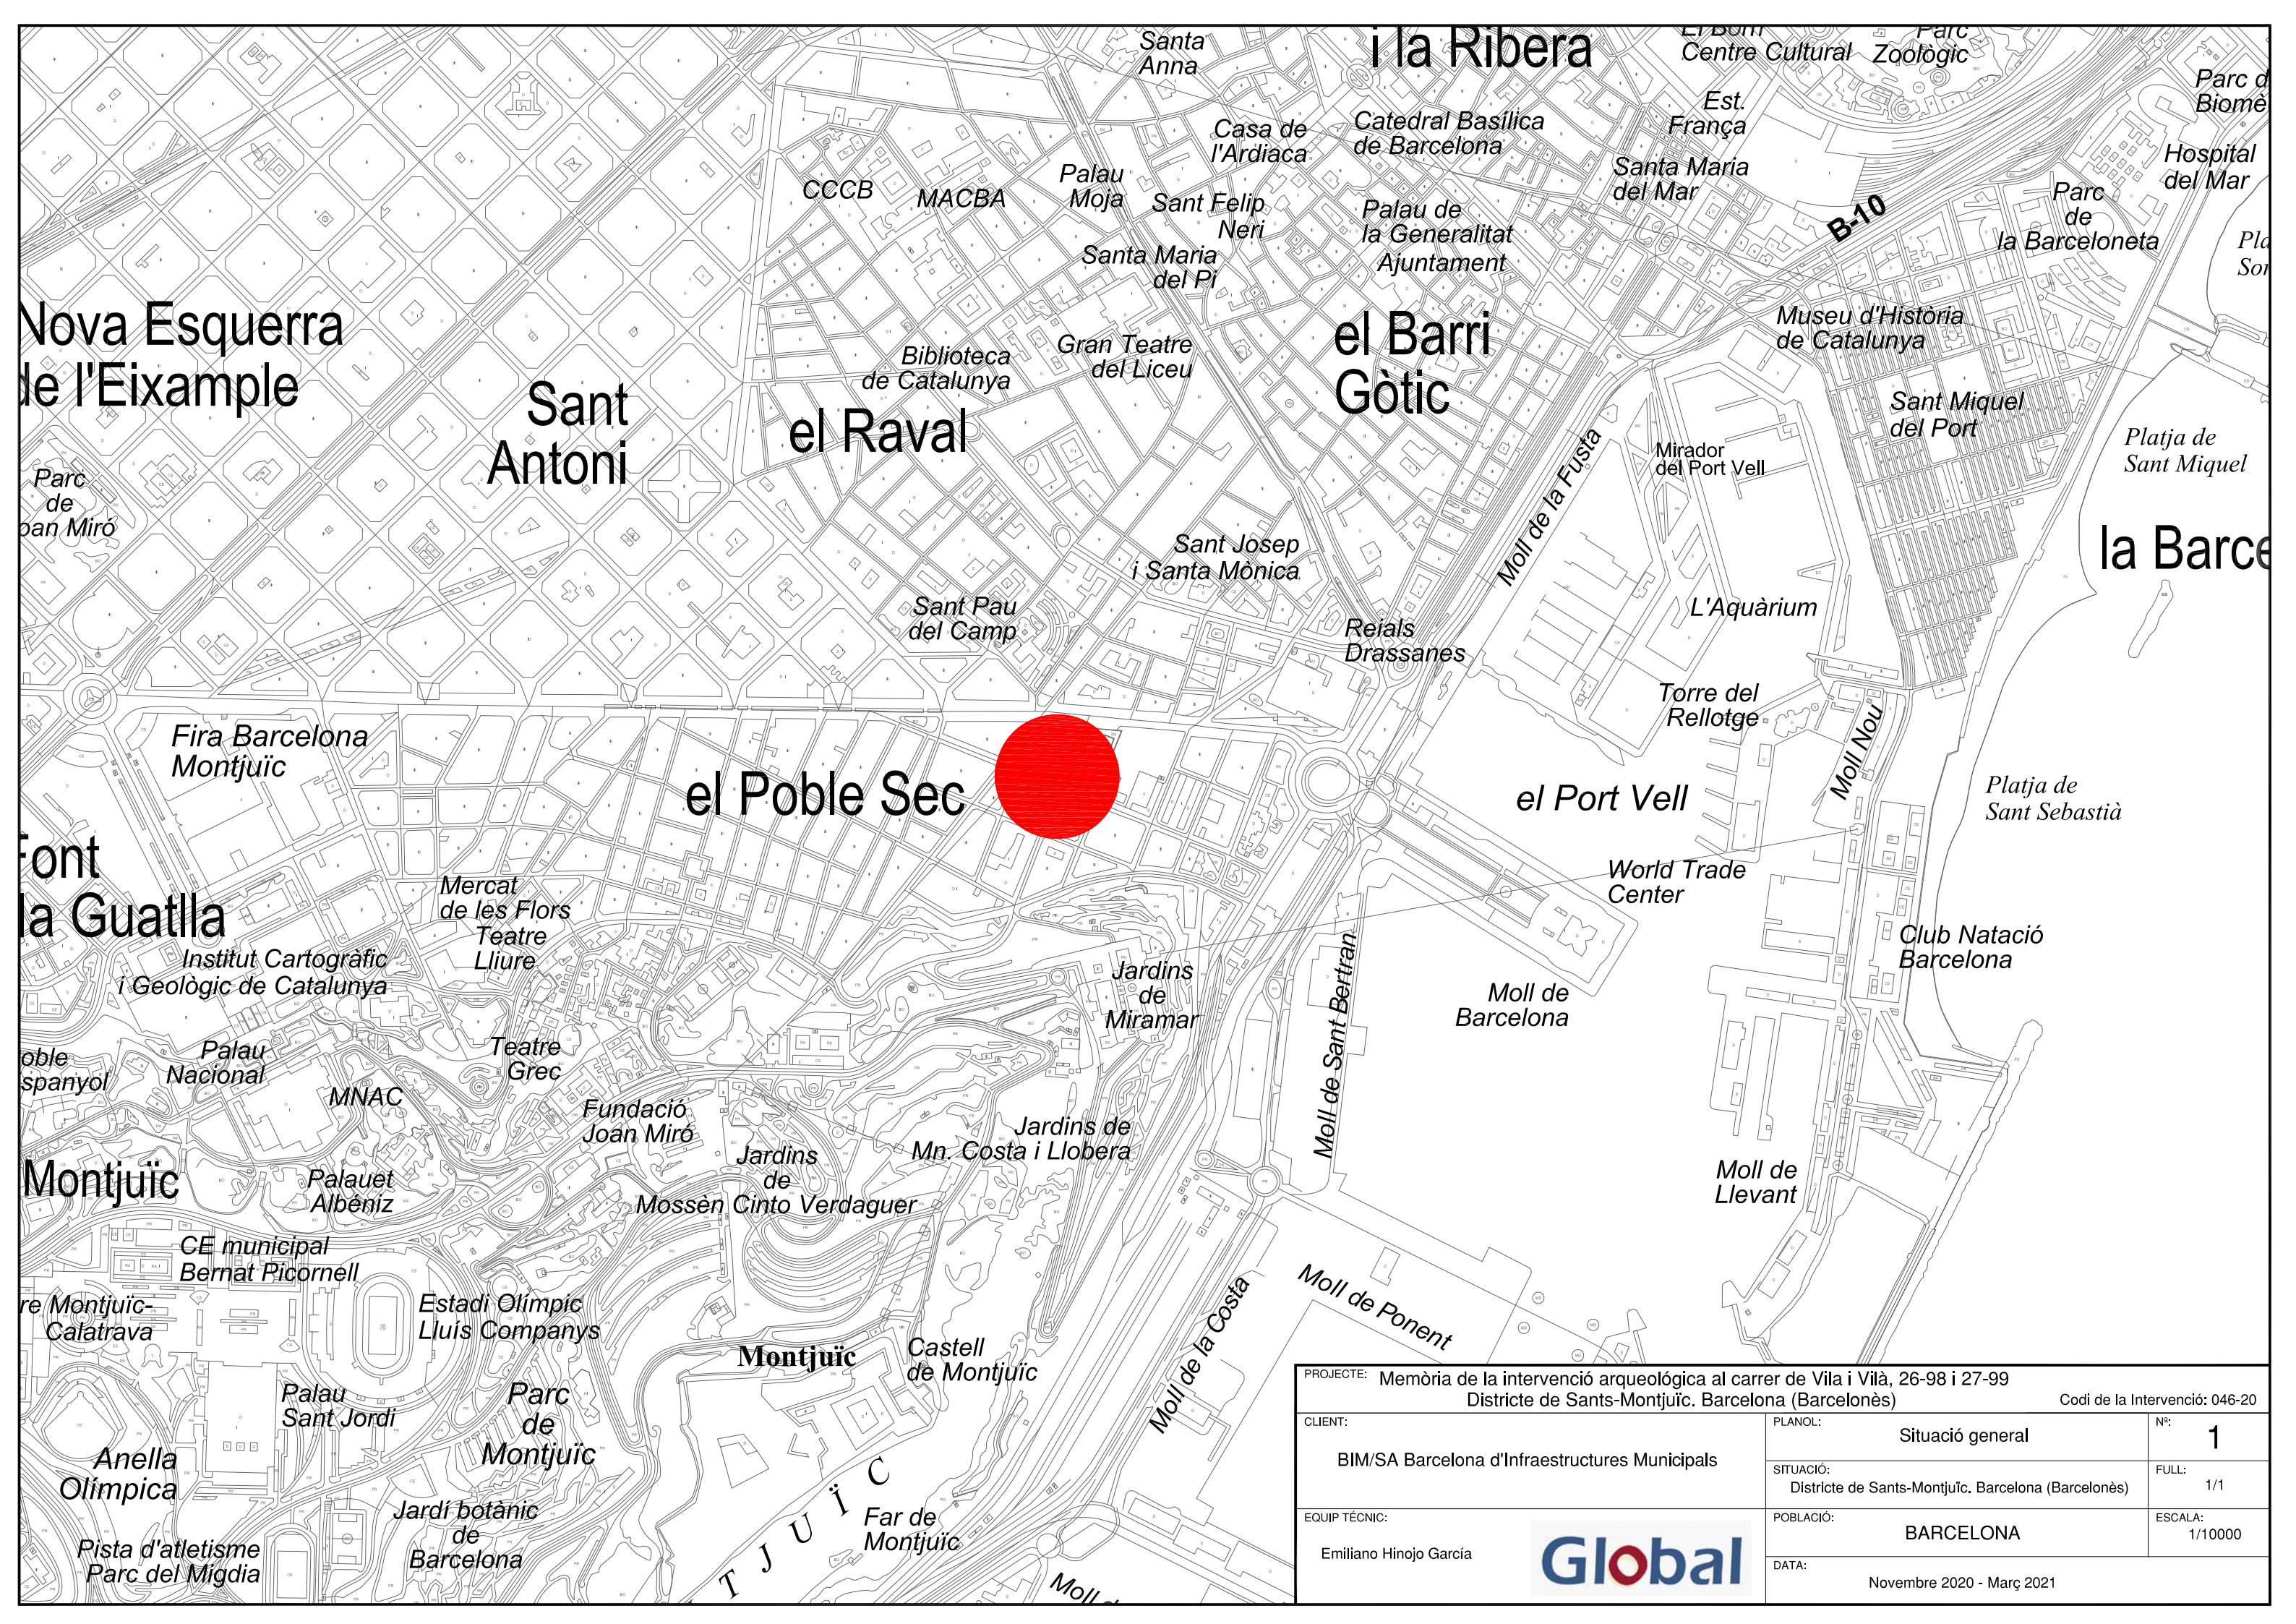 Santa
Anna
i la Ribera
El Born
Centre Cultural
Parc
Zoològic
Parc d
Biomè
Est.
França
Casa de
l'Ardiaca
Catedral Basílica
de Barcelona
Hospital
del Mar
CCCB
MACBA
Palau
Moja
Sant Felip
Neri
Santa Maria
del Mar
Parc
de
la Barceloneta
B-10
Palau de
la Generalitat
Ajuntament
Santa Maria
del Pi
Nova Esquerra
de l'Eixample
Sant
Antoni
Biblioteca
de Catalunya
Gran Teatre
del Liceu
el Barri
Gòtic
Museu d'Història
de Catalunya
el Raval
Sant Miquel
del Port
Platja de
Sant Miquel
Mirador
del Port Vell
Moll de la Fusta
Parc
de
oan Miró
la Barce
Sant Josep
i Santa Mònica
Sant Pau
del Camp
L'Aquàrium
Reials
Drassanes
Torre del
Rellotge
Moll Nou
Fira Barcelona
Montjuïc
el Poble Sec
el Port Vell
Platja de
Sant Sebastià
Font
la Guatlla
Mercat
de les Flors
Teatre
Lliure
World Trade
Center
Club Natació
Barcelona
Institut Cartogràfic
i Geològic de Catalunya
Jardins
de
Miramar
Moll de Sant Bertran
Moll de
Barcelona
oble
spanyol
Palau
Nacional
MNAC
Teatre
Grec
Fundació
Joan Miró
Jardins de
Mn. Costa i Llobera
Jardins
de
Mossèn Cinto Verdaguer
Montjuïc
Palauet
Albéniz
Moll de
Llevant
CE municipal
Bernat Picornell
re Montjuïc-
Calatrava
Estadi Olímpic
Lluís Companys
Moll de la Costa
Moll de Ponent
Montjuïc
Castell
de Montjuïc
Palau
Sant Jordi
Parc
de
Montjuïc
Anella
Olímpica
Jardí botànic
de
Barcelona
T J U Ï C
Far de
Montjuïc
Pista d'atletisme
Parc del Migdia
PROJECTE: Memòria de la intervenció arqueológica al carrer de Vila i Vilà, 26-98 i 27-99
Districte de Sants-Montjuïc. Barcelona (Barcelonès)
Codi de la Intervenció: 046-20
CLIENT:
BIM/SA Barcelona d'Infraestructures Municipals
PLANOL:
Situació general
Nº:
1
SITUACIÓ:
Districte de Sants-Montjuïc. Barcelona (Barcelonès)
FULL:
1/1
EQUIP TÉCNIC:
Emiliano Hinojo García
Global
POBLACIÓ:
BARCELONA
ESCALA:
1/10000
DATA:
Novembre 2020 - Març 2021